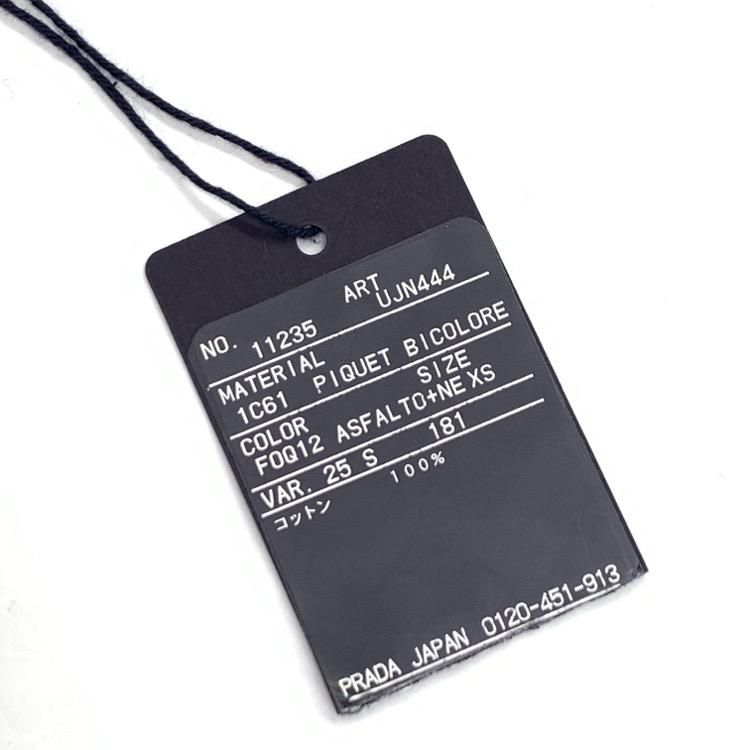 ART
NO. 11235 UJN444
MATERIAL
1C61 PIQUET BICOLORE
COLOR SIZE
F0Q12 ASFALTO+NE XS
VAR. 25 S 181
コットン 100%
PRADA JAPAN 0120-451-913